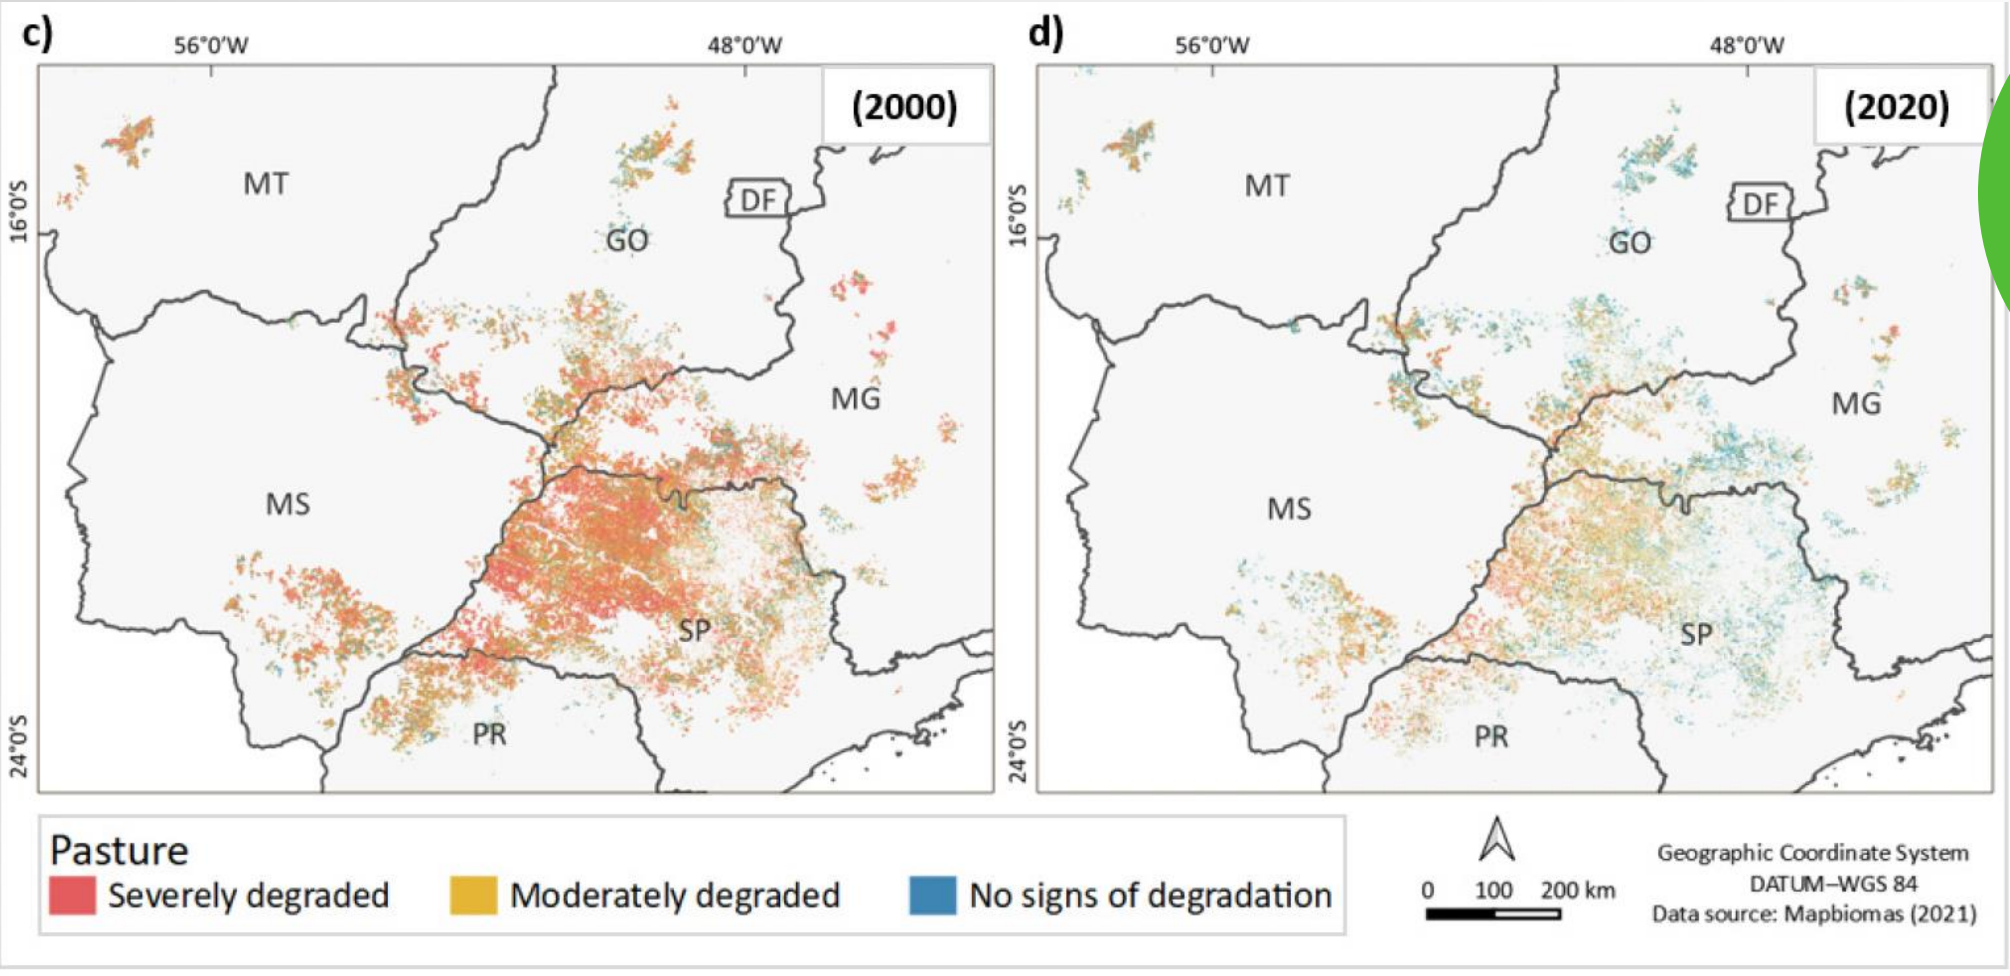 c)
56°0'W
48°0'W
(2000)
16°0'S
24°0'S
MT
DF
GO
MG
MS
SP
PR
d)
56°0'W
48°0'W
(2020)
16°0'S
24°0'S
MT
DF
GO
MG
MS
SP
PR
Pasture
Severely degraded
Moderately degraded
No signs of degradation
0 100 200 km
Geographic Coordinate System
DATUM–WGS 84
Data source: Mapbiomas (2021)